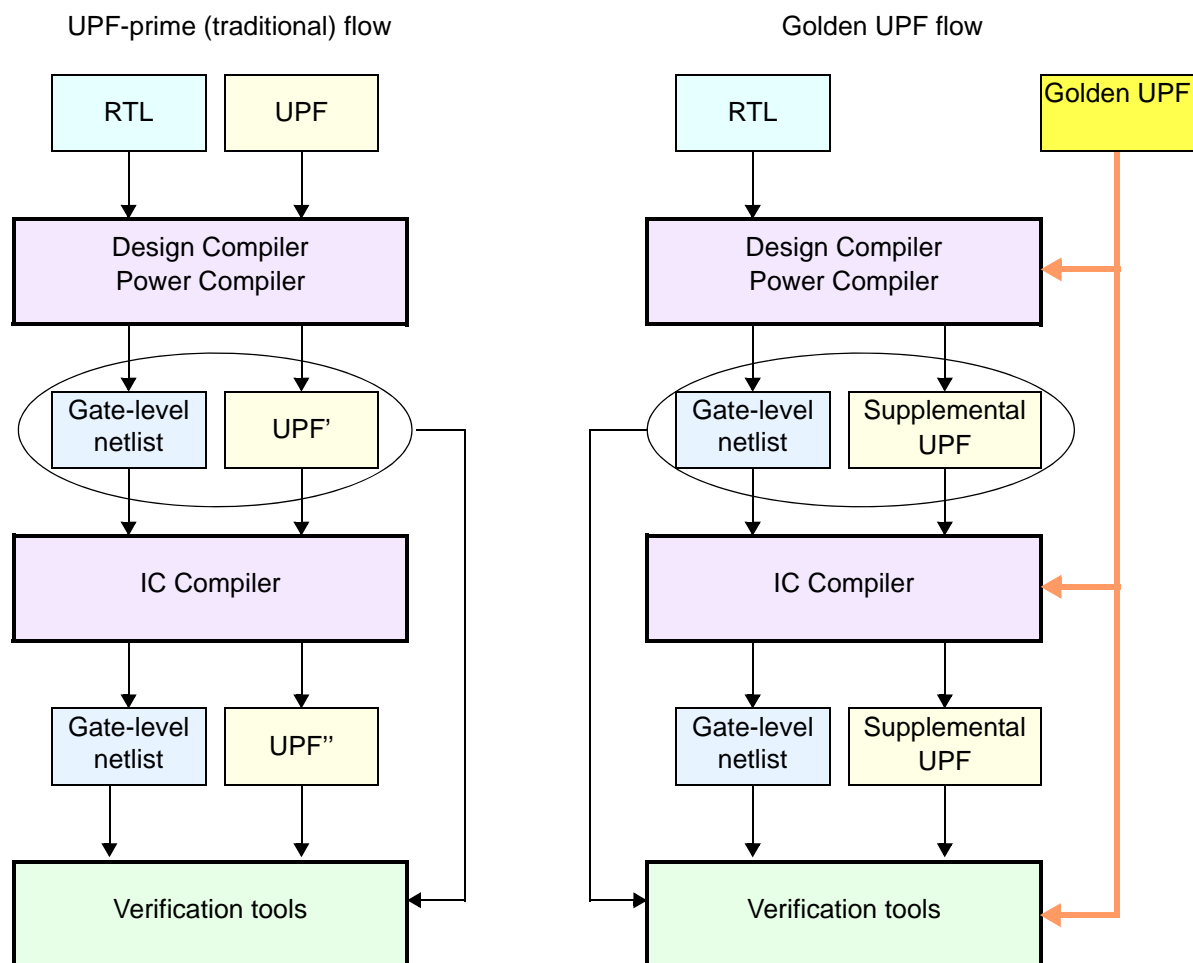 UPF-prime (traditional) flow
RTL
UPF
Design Compiler
Power Compiler
Gate-level
netlist
UPF’
IC Compiler
Gate-level
netlist
UPF’’
Verification tools
Golden UPF flow
RTL
Golden UPF
Design Compiler
Power Compiler
Gate-level
netlist
Supplemental
UPF
IC Compiler
Gate-level
netlist
Supplemental
UPF
Verification tools